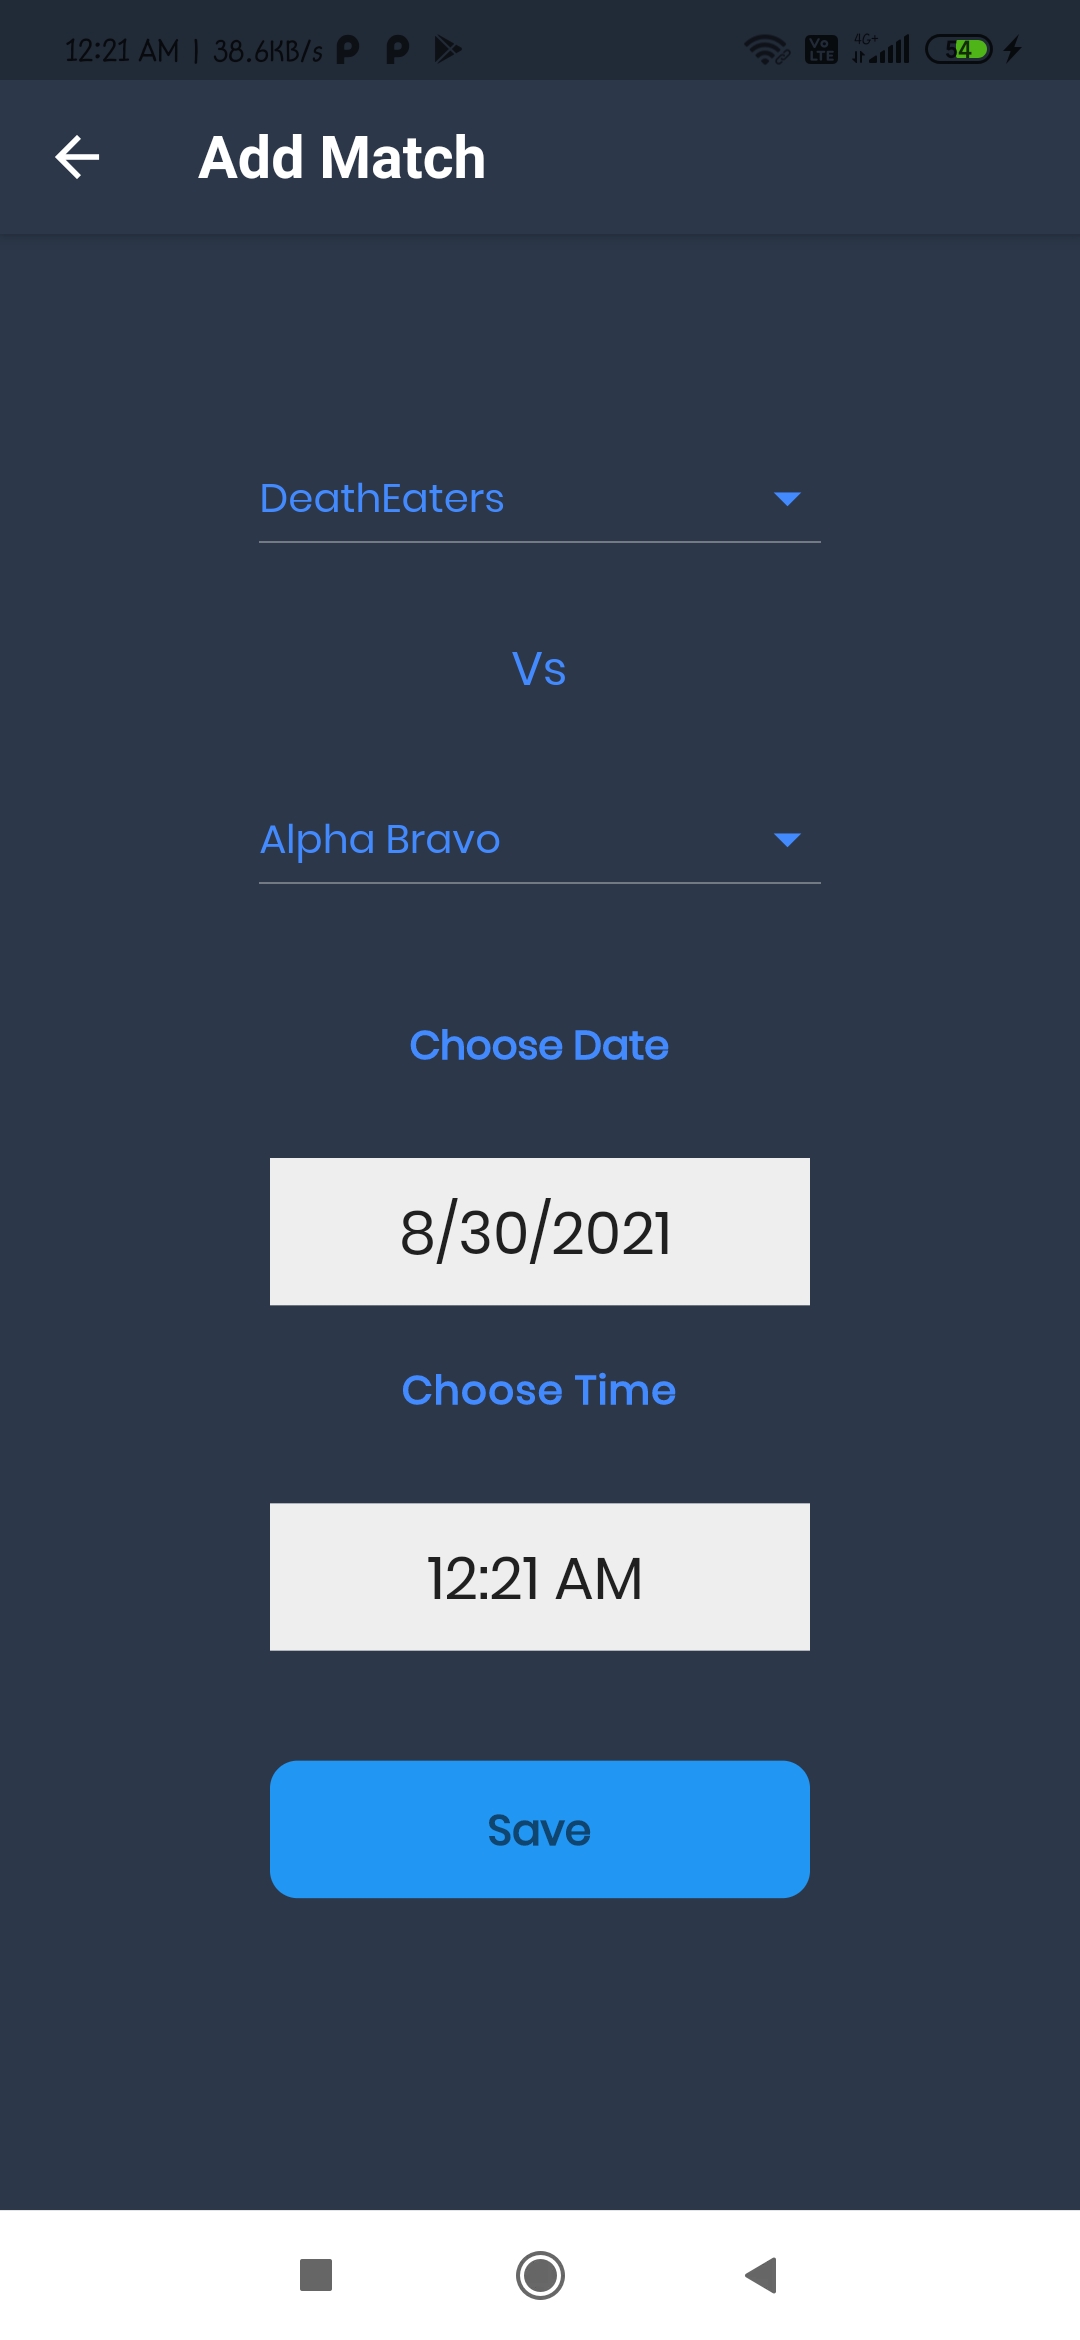 12:21 AM | 38.6KB/s Vo LTE 4G+ 54
Add Match
DeathEaters
Vs
Alpha Bravo
Choose Date
8/30/2021
Choose Time
12:21 AM
Save